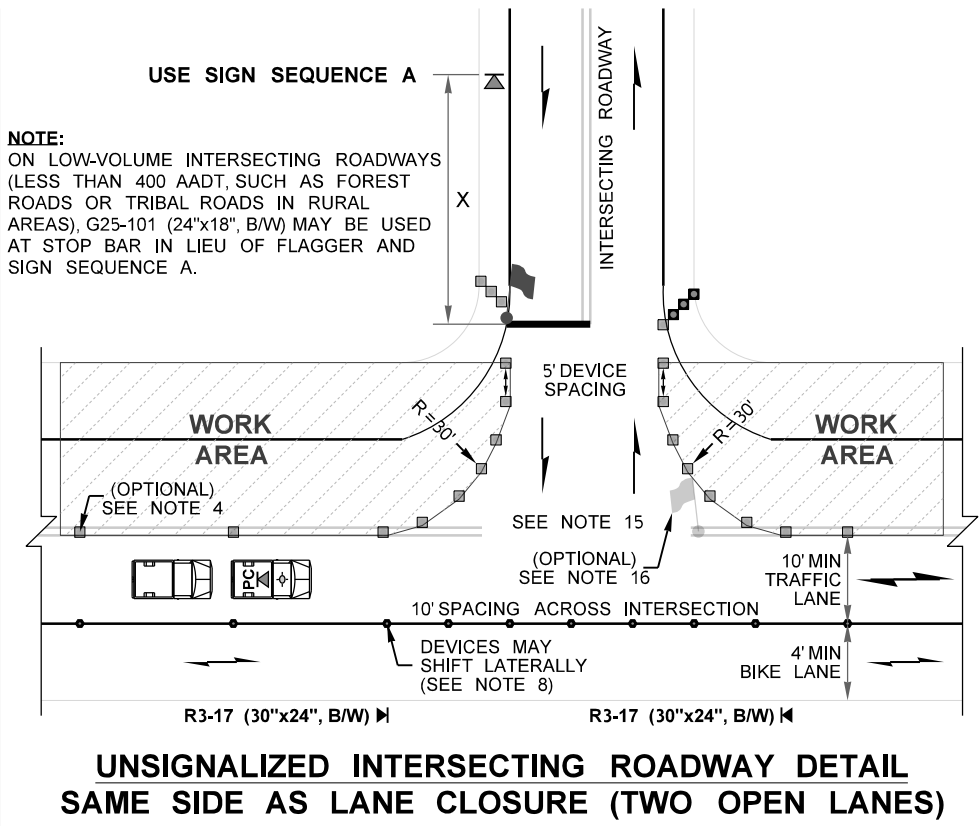 USE SIGN SEQUENCE A
NOTE:
ON LOW-VOLUME INTERSECTING ROADWAYS
(LESS THAN 400 AADT, SUCH AS FOREST
ROADS OR TRIBAL ROADS IN RURAL
AREAS), G25-101 (24"x18", B/W) MAY BE USED
AT STOP BAR IN LIEU OF FLAGGER AND
SIGN SEQUENCE A.
X
INTERSECTING ROADWAY
5' DEVICE
SPACING
WORK
AREA
R=30'
R=30'
WORK
AREA
(OPTIONAL)
SEE NOTE 4
SEE NOTE 15
(OPTIONAL)
SEE NOTE 16
10' MIN
TRAFFIC
LANE
PC
10' SPACING ACROSS INTERSECTION
DEVICES MAY
SHIFT LATERALLY
(SEE NOTE 8)
4' MIN
BIKE LANE
R3-17 (30"x24", B/W)
R3-17 (30"x24", B/W)
UNSIGNALIZED INTERSECTING ROADWAY DETAIL
SAME SIDE AS LANE CLOSURE (TWO OPEN LANES)